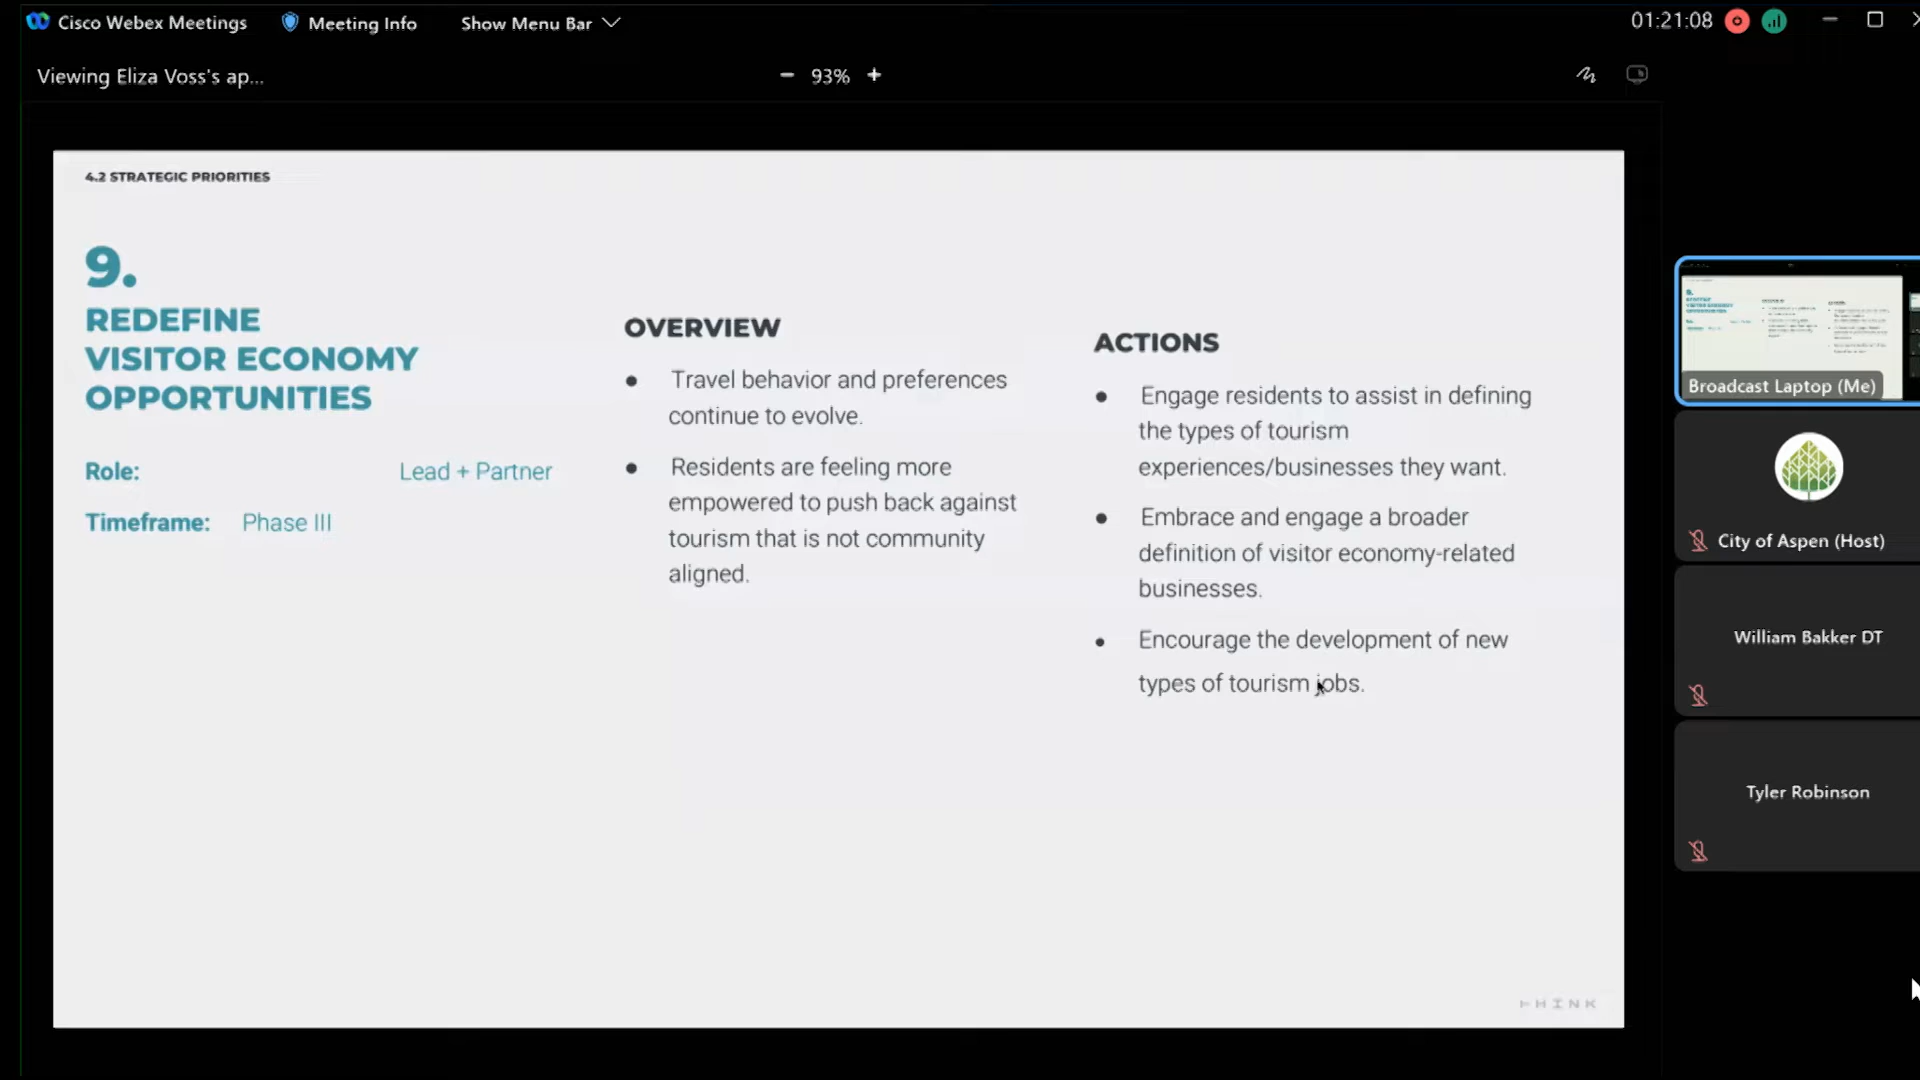 Cisco Webex Meetings
Meeting Info
Show Menu Bar
01:21:08
Viewing Eliza Voss's ap...
93%
4.2 STRATEGIC PRIORITIES
9.
REDEFINE
VISITOR ECONOMY
OPPORTUNITIES
Role: Lead + Partner
Timeframe: Phase III
OVERVIEW
● Travel behavior and preferences
continue to evolve.
● Residents are feeling more
empowered to push back against
tourism that is not community
aligned.
ACTIONS
● Engage residents to assist in defining
the types of tourism
experiences/businesses they want.
● Embrace and engage a broader
definition of visitor economy-related
businesses.
● Encourage the development of new
types of tourism jobs.
THINK
Broadcast Laptop (Me)
City of Aspen (Host)
William Bakker DT
Tyler Robinson